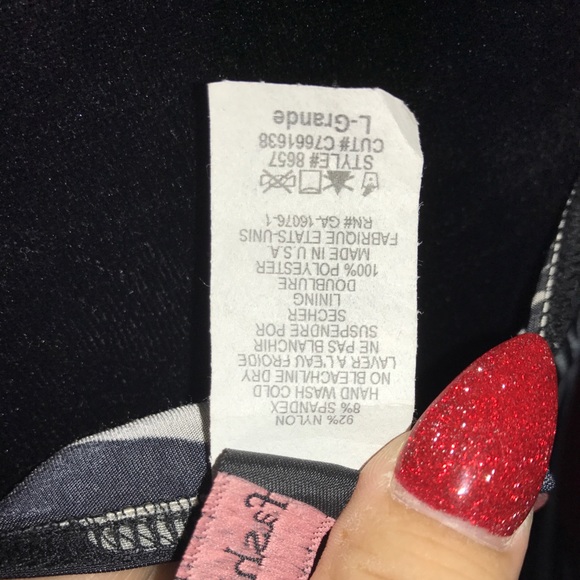 92% NYLON
8% SPANDEX
HAND WASH COLD
NO BLEACH/LINE DRY
LAVER A L'EAU FROIDE
NE PAS BLANCHIR
SUSPENDRE POR
SECHER
LINING
DOUBLURE
100% POLYESTER
MADE IN U.S.A.
FABRIQUE ETATS-UNIS
RN# GA-16076-1
STYLE# 8657
CUT# C7661638
L-Grande